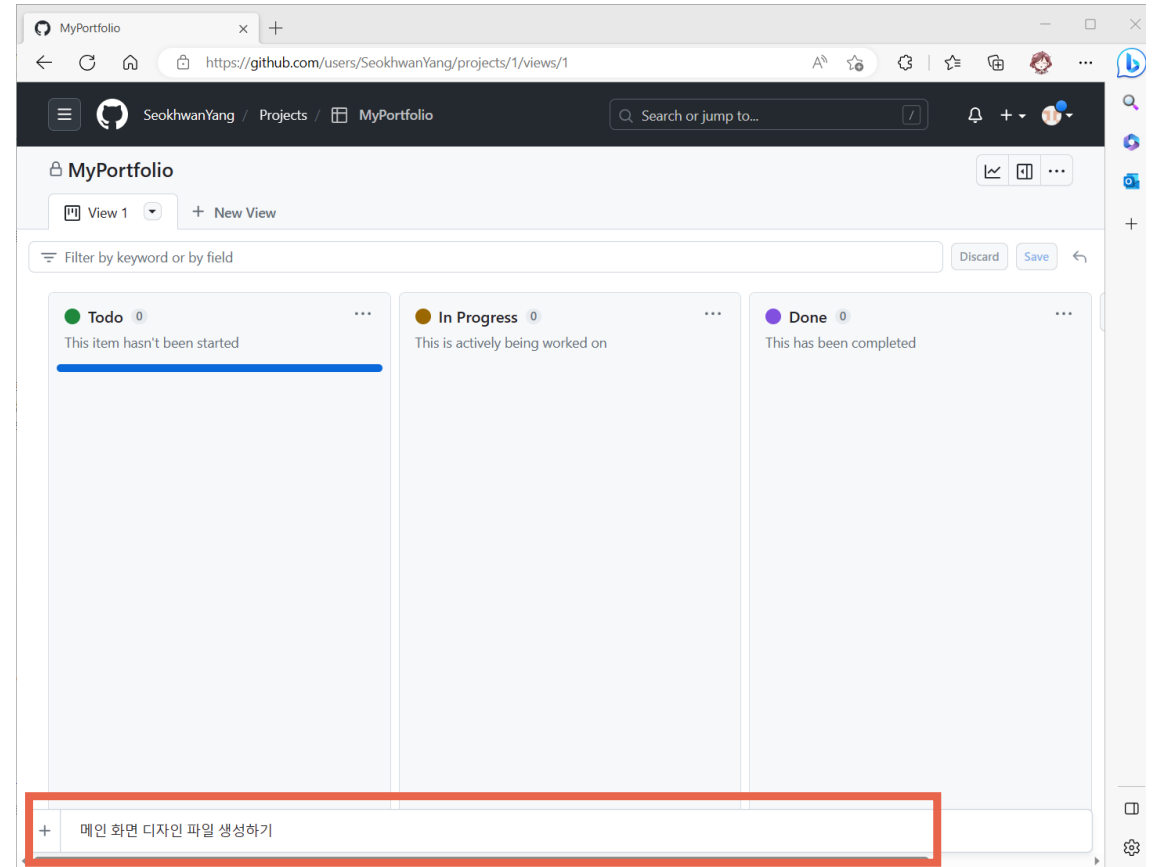 MyPortfolio
https://github.com/users/SeokhwanYang/projects/1/views/1
SeokhwanYang / Projects / MyPortfolio
Search or jump to...
/
MyPortfolio
View 1
New View
Filter by keyword or by field
Discard
Save
Todo 0
This item hasn't been started
In Progress 0
This is actively being worked on
Done 0
This has been completed
메인 화면 디자인 파일 생성하기